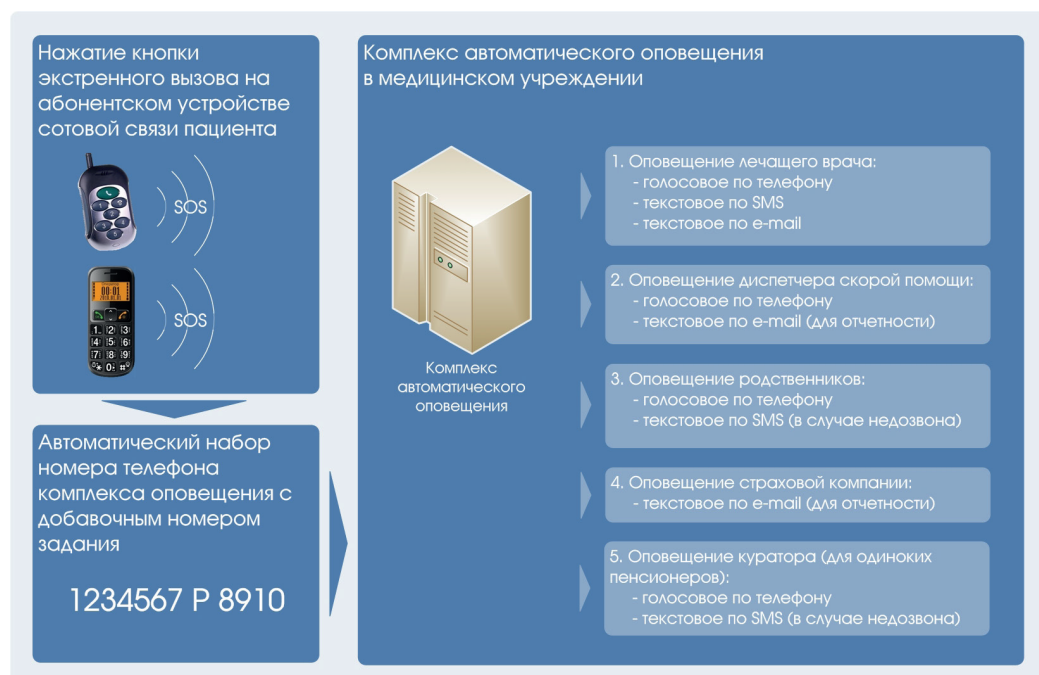 Нажатие кнопки
экстренного вызова на
абонентском устройстве
сотовой связи пациента
SOS
SOS
Автоматический набор
номера телефона
комплекса оповещения с
добавочным номером
задания
1234567 P 8910
Комплекс автоматического оповещения
в медицинском учреждении
Комплекс
автоматического
оповещения
1. Оповещение лечащего врача:
- голосовое по телефону
- текстовое по SMS
- текстовое по e-mail
2. Оповещение диспетчера скорой помощи:
- голосовое по телефону
- текстовое по e-mail (для отчетности)
3. Оповещение родственников:
- голосовое по телефону
- текстовое по SMS (в случае недозвона)
4. Оповещение страховой компании:
- текстовое по e-mail (для отчетности)
5. Оповещение куратора (для одиноких
пенсионеров):
- голосовое по телефону
- текстовое по SMS (в случае недозвона)